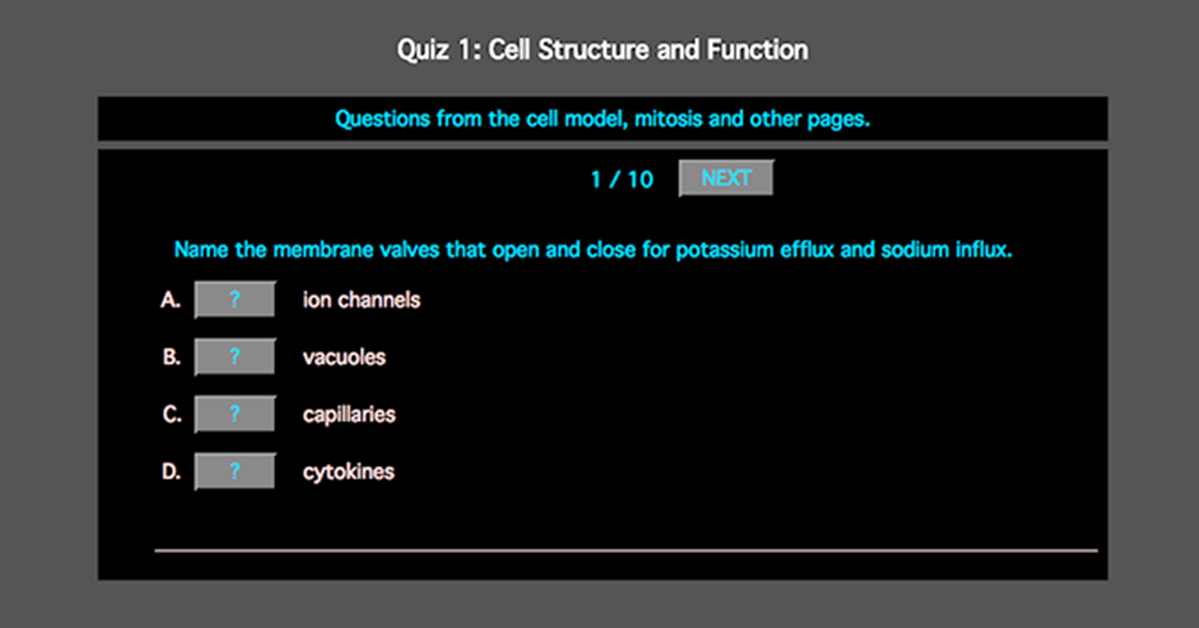 Quiz 1: Cell Structure and Function
Questions from the cell model, mitosis and other pages.
1 / 10 NEXT
Name the membrane valves that open and close for potassium efflux and sodium influx.
A. ? ion channels
B. ? vacuoles
C. ? capillaries
D. ? cytokines